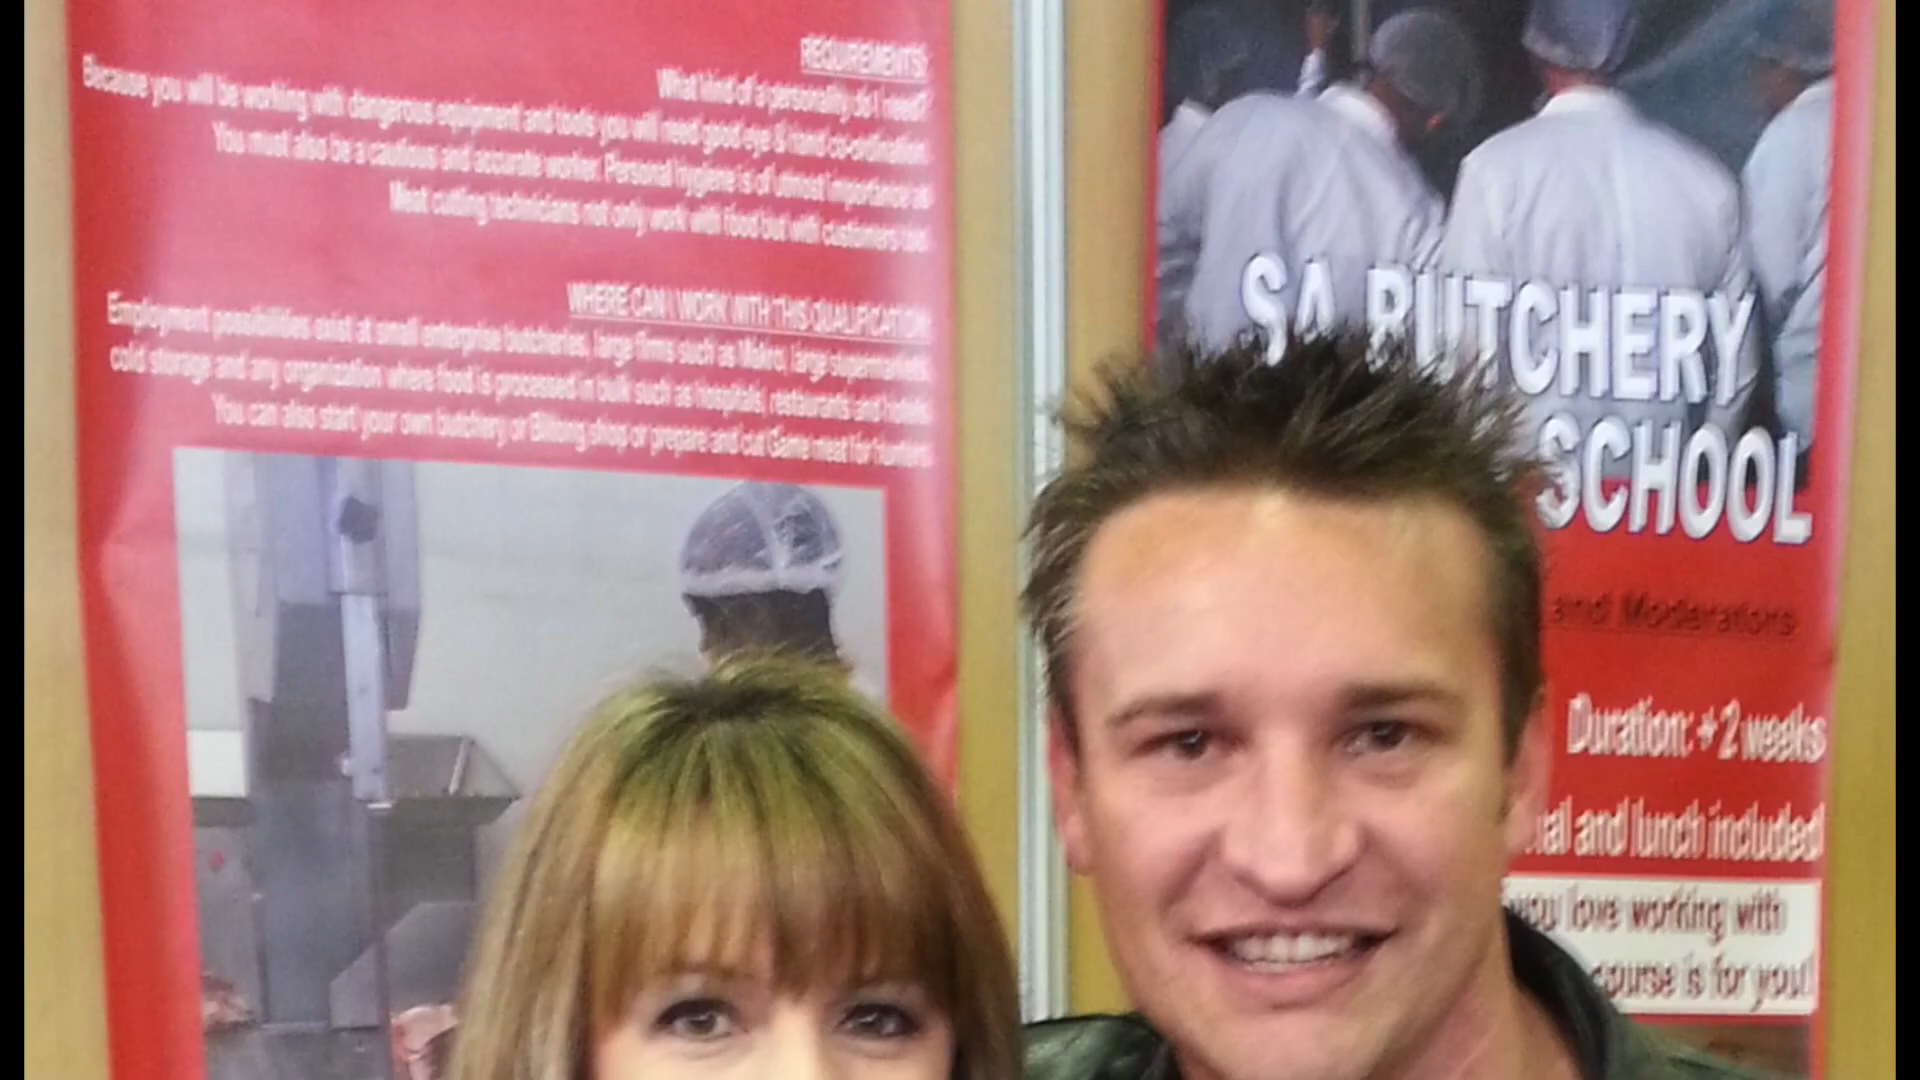 REQUIREMENTS:
What kind of a personality do I need?
Because you will be working with dangerous equipment and tools you will need good eye & hand co-ordination.
You must also be a cautious and accurate worker. Personal hygiene is of utmost importance as
Meat cutting technicians not only work with food but with customers too.
WHERE CAN I WORK WITH THIS QUALIFICATION
Employment possibilities exist at small enterprise butcheries, large firms such as Makro, large supermarkets,
cold storage and any organization where food is processed in bulk such as hospitals, restaurants and hotels.
You can also start your own butchery or Biltong shop or prepare and cut Game meat for hunters
SA BUTCHERY
SCHOOL
and Moderators
Duration: + 2 weeks
and lunch included
you love working with
course is for you!